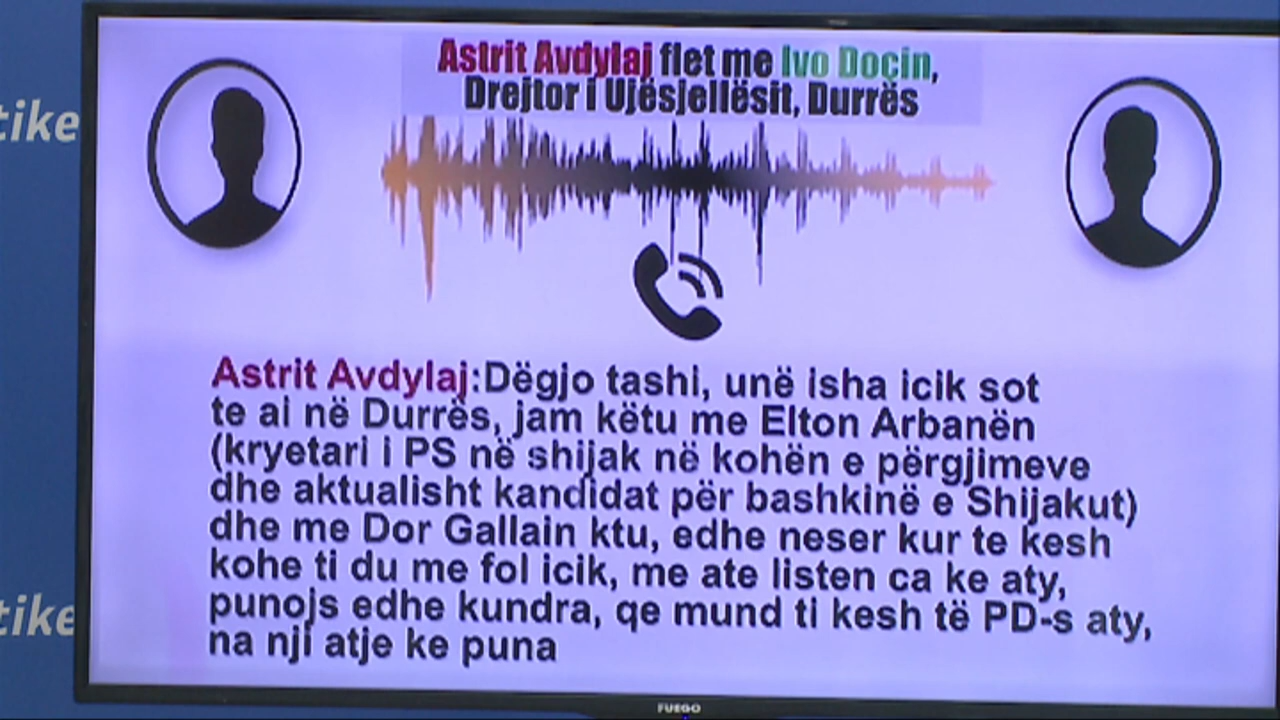 Astrit Avdylaj flet me Ivo Doçin,
Drejtor i Ujësjellësit, Durrës
tike
Astrit Avdylaj:Dëgjo tashi, unë isha icik sot
te ai në Durrës, jam këtu me Elton Arbanën
(kryetari i PS në shijak në kohën e përgjimeve
dhe aktualisht kandidat për bashkinë e Shijakut)
dhe me Dor Gallain ktu, edhe neser kur te kesh
kohe ti du me fol icik, me ate listen ca ke aty,
punojs edhe kundra, qe mund ti kesh të PD-s aty,
na nji atje ke puna
tike
FUEGO